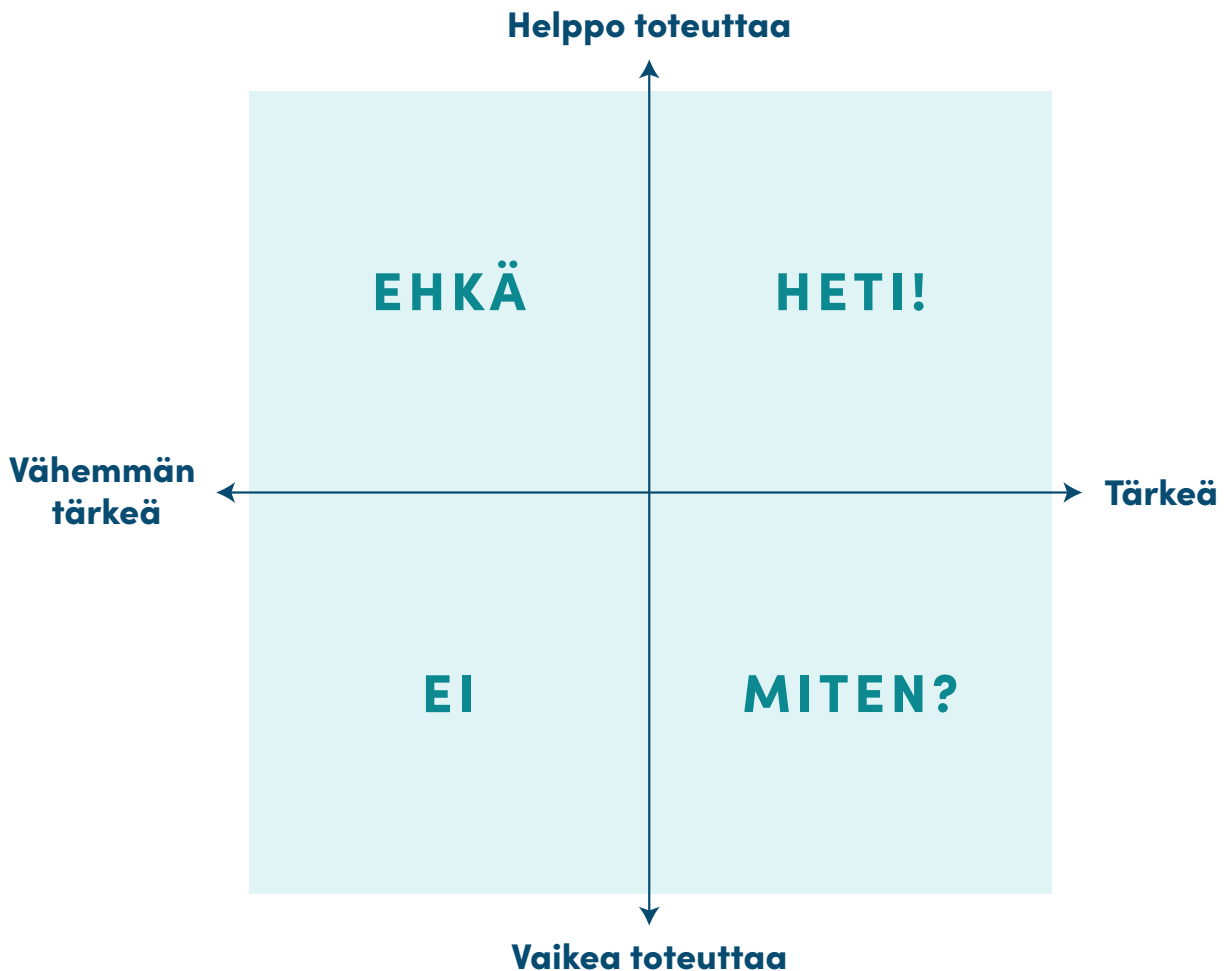 Helppo toteuttaa
EHKÄ
HETI!
Vähemmän
tärkeä
Tärkeä
EI
MITEN?
Vaikea toteuttaa